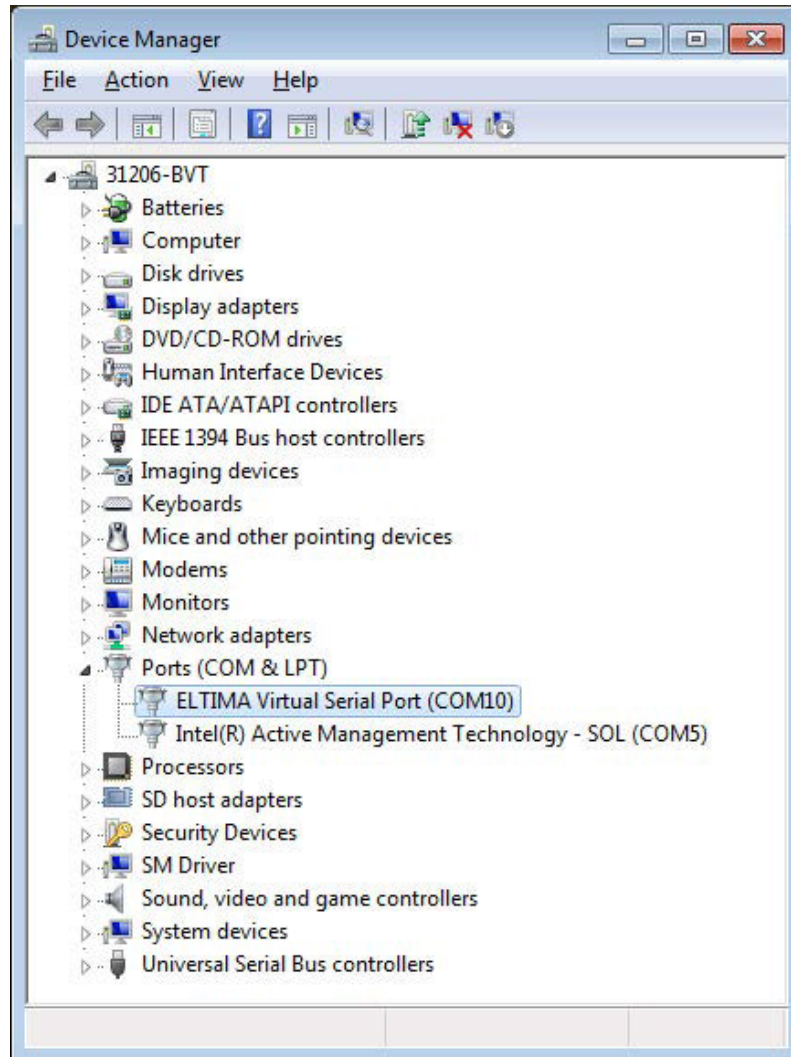 Device Manager
File Action View Help
31206-BVT
Batteries
Computer
Disk drives
Display adapters
DVD/CD-ROM drives
Human Interface Devices
IDE ATA/ATAPI controllers
IEEE 1394 Bus host controllers
Imaging devices
Keyboards
Mice and other pointing devices
Modems
Monitors
Network adapters
Ports (COM & LPT)
ELTIMA Virtual Serial Port (COM10)
Intel(R) Active Management Technology - SOL (COM5)
Processors
SD host adapters
Security Devices
SM Driver
Sound, video and game controllers
System devices
Universal Serial Bus controllers